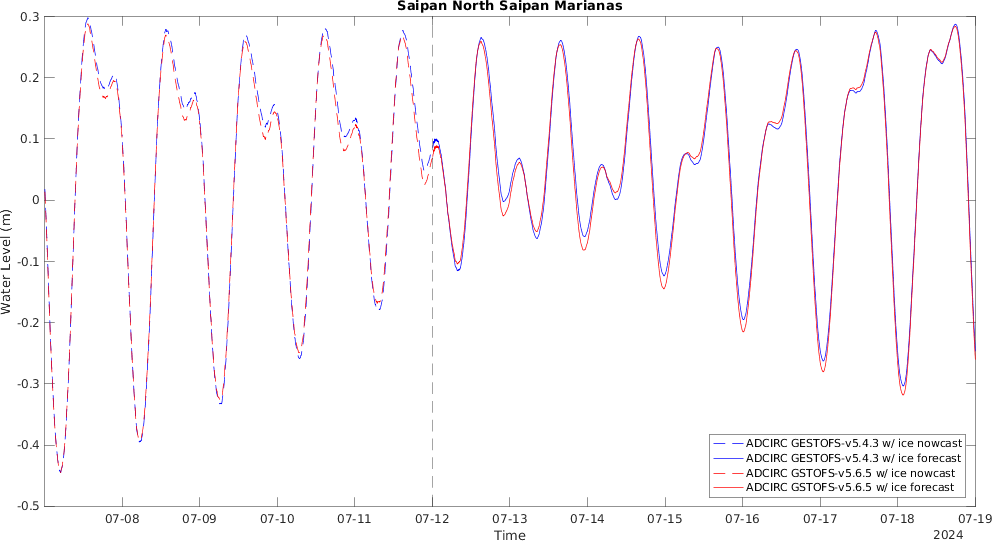 Saipan North Saipan Marianas
0.3
0.2
0.1
0
-0.1
-0.2
-0.3
-0.4
-0.5
Water Level (m)
07-08 07-09 07-10 07-11 07-12 07-13 07-14 07-15 07-16 07-17 07-18 07-19
Time
2024
ADCIRC GESTOFS-v5.4.3 w/ ice nowcast
ADCIRC GESTOFS-v5.4.3 w/ ice forecast
ADCIRC GSTOFS-v5.6.5 w/ ice nowcast
ADCIRC GSTOFS-v5.6.5 w/ ice forecast